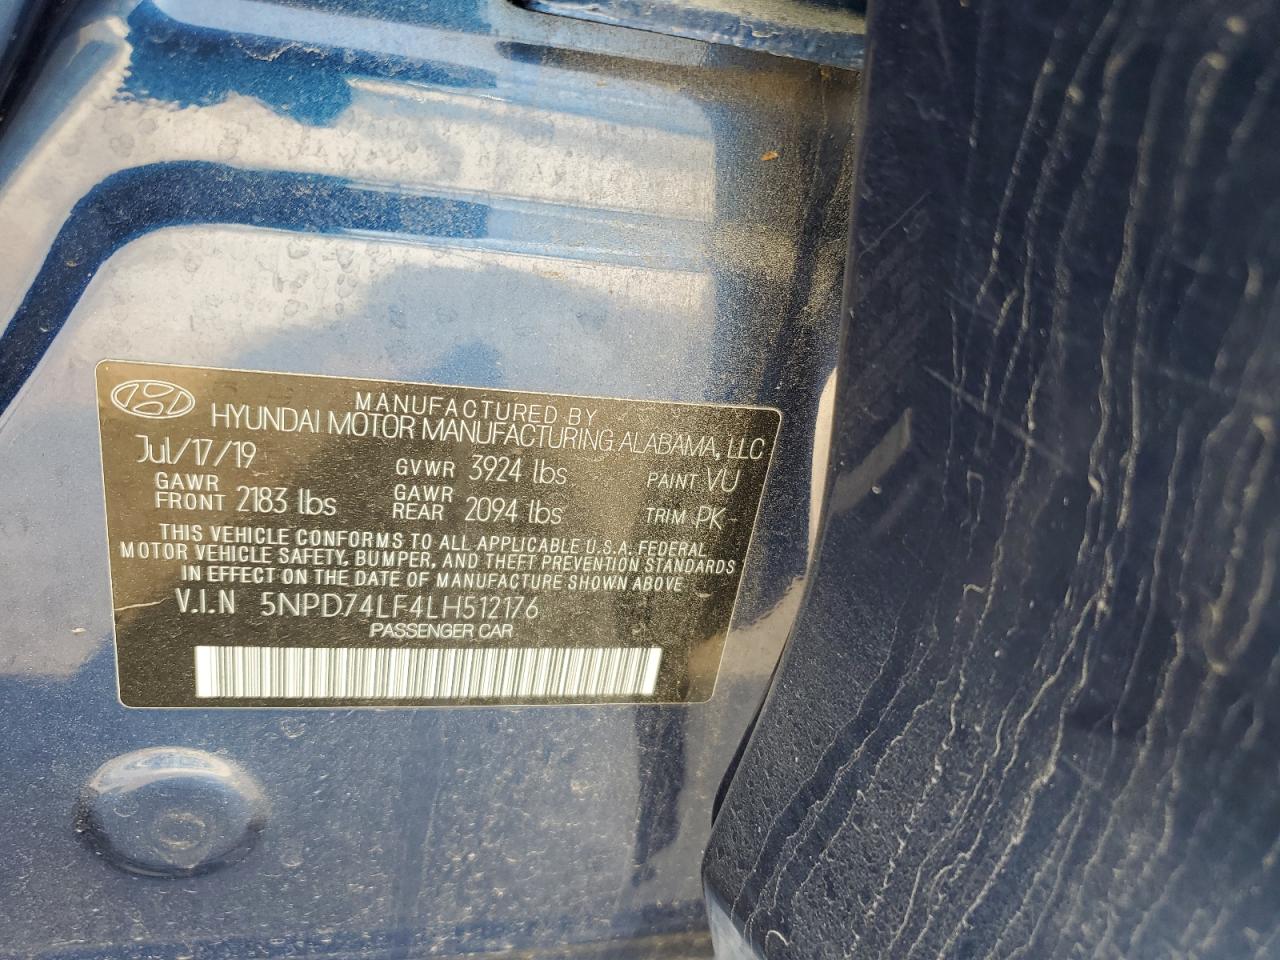 MANUFACTURED BY
HYUNDAI MOTOR MANUFACTURING ALABAMA, LLC
Jul/17/19 GVWR 3924 lbs PAINT VU
GAWR FRONT 2183 lbs GAWR REAR 2094 lbs TRIM PK
THIS VEHICLE CONFORMS TO ALL APPLICABLE U.S.A. FEDERAL
MOTOR VEHICLE SAFETY, BUMPER, AND THEFT PREVENTION STANDARDS
IN EFFECT ON THE DATE OF MANUFACTURE SHOWN ABOVE
V.I.N 5NPD74LF4LH512176
PASSENGER CAR